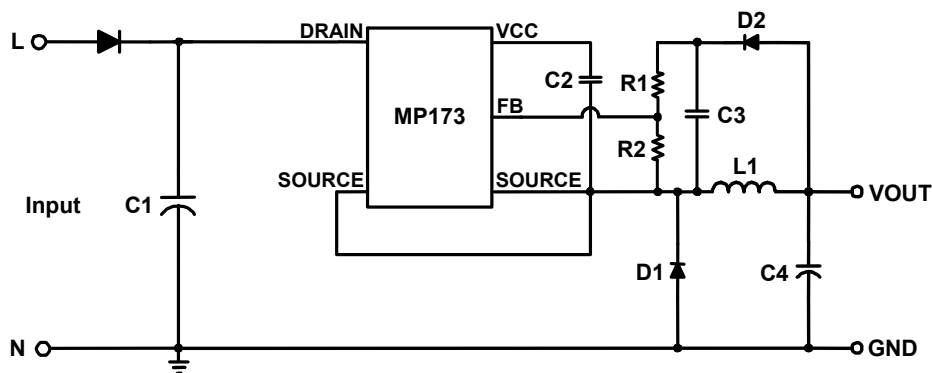 L
DRAIN
VCC
D2
C2
R1
MP173
FB
C3
R2
L1
SOURCE
SOURCE
Input
C1
VOUT
D1
C4
N
GND